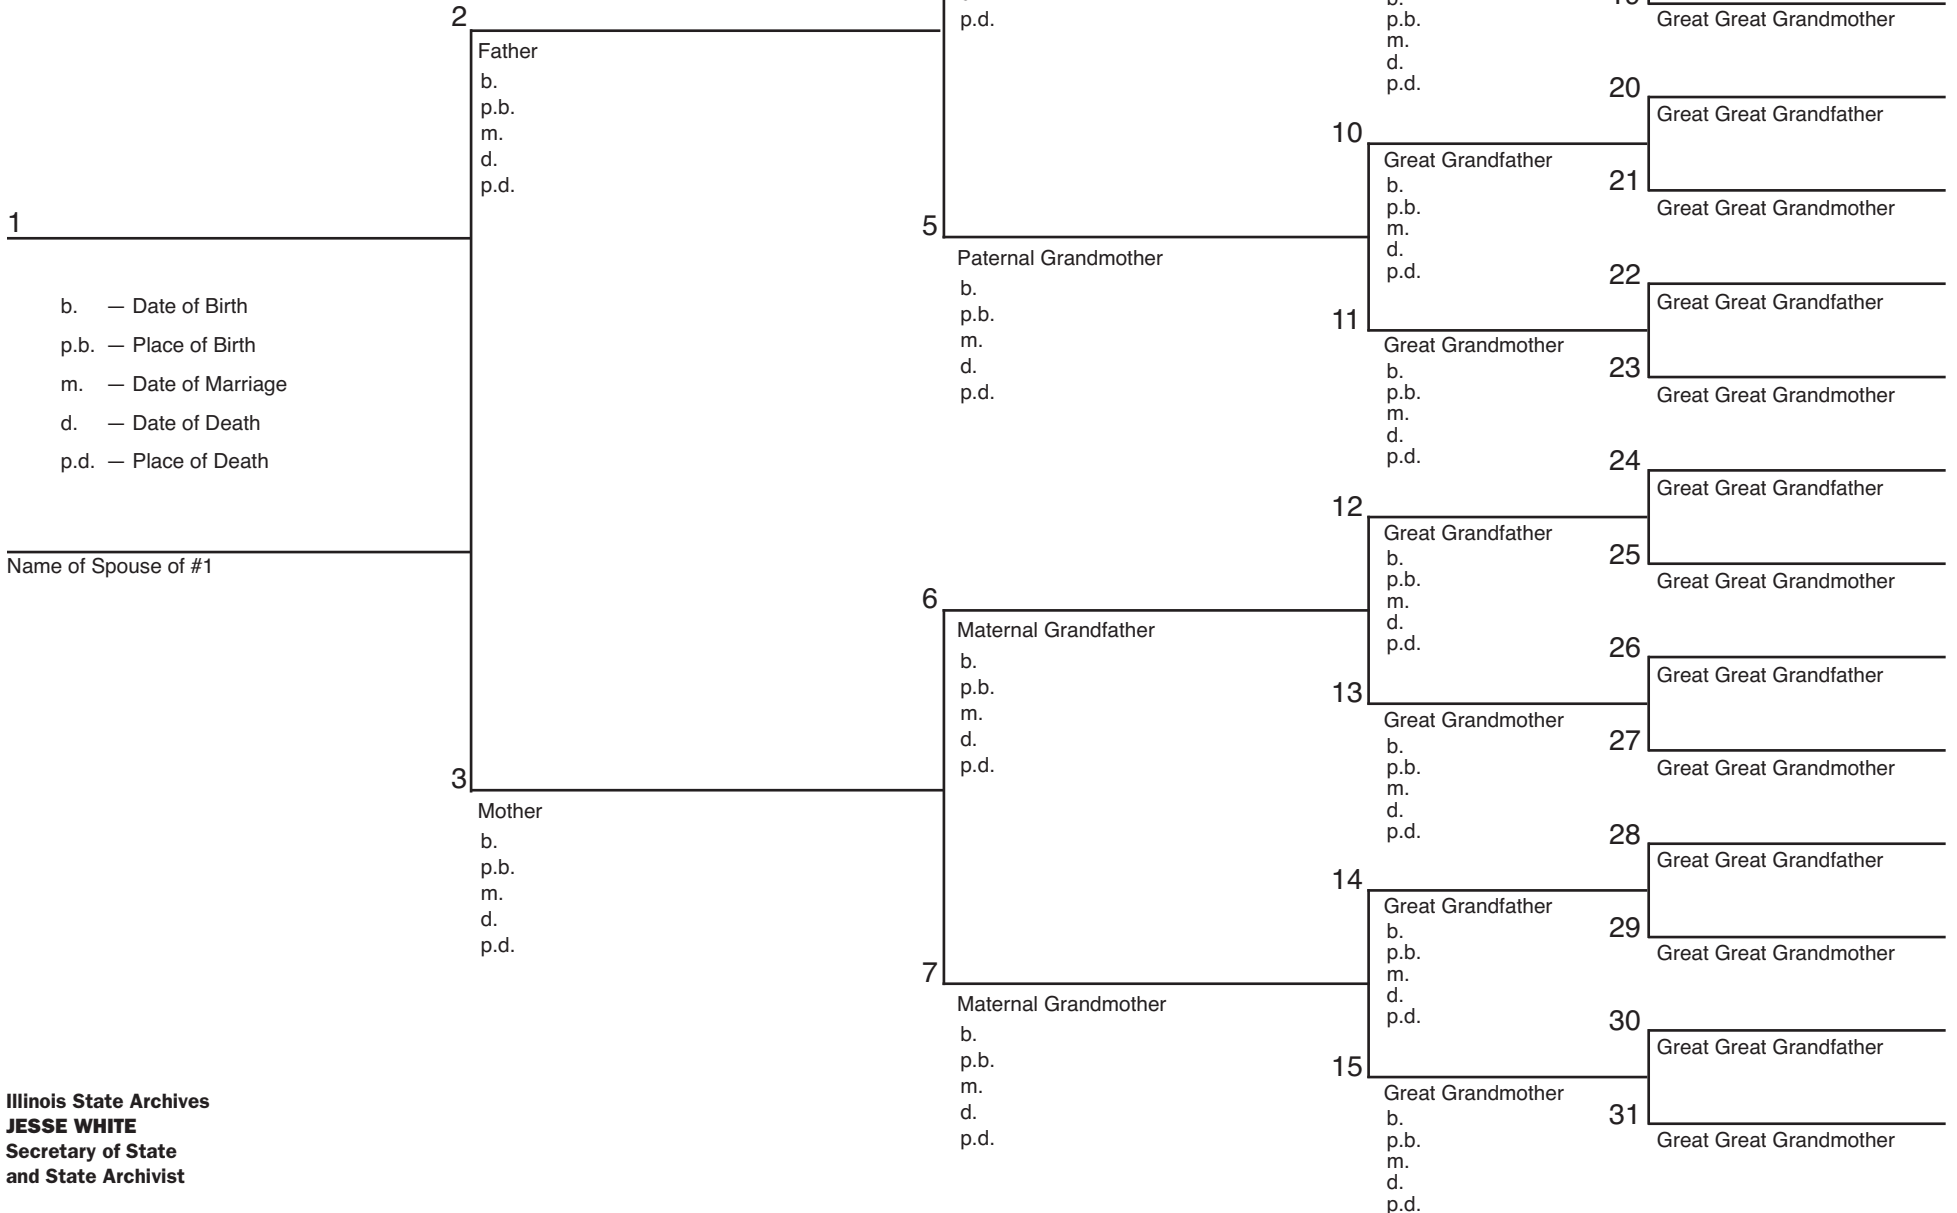 2
Father
b.
p.b.
m.
d.
p.d.
1
b. — Date of Birth
p.b. — Place of Birth
m. — Date of Marriage
d. — Date of Death
p.d. — Place of Death
Name of Spouse of #1
3
Mother
b.
p.b.
m.
d.
p.d.
Illinois State Archives
JESSE WHITE
Secretary of State
and State Archivist
p.d.
5
Paternal Grandmother
b.
p.b.
m.
d.
p.d.
6
Maternal Grandfather
b.
p.b.
m.
d.
p.d.
7
Maternal Grandmother
b.
p.b.
m.
d.
p.d.
b.
p.b.
m.
d.
p.d.
10
Great Grandfather
b.
p.b.
m.
d.
p.d.
11
Great Grandmother
b.
p.b.
m.
d.
p.d.
12
Great Grandfather
b.
p.b.
m.
d.
p.d.
13
Great Grandmother
b.
p.b.
m.
d.
p.d.
14
Great Grandfather
b.
p.b.
m.
d.
p.d.
15
Great Grandmother
b.
p.b.
m.
d.
p.d.
Great Great Grandmother
20
Great Great Grandfather
21
Great Great Grandmother
22
Great Great Grandfather
23
Great Great Grandmother
24
Great Great Grandfather
25
Great Great Grandmother
26
Great Great Grandfather
27
Great Great Grandmother
28
Great Great Grandfather
29
Great Great Grandmother
30
Great Great Grandfather
31
Great Great Grandmother